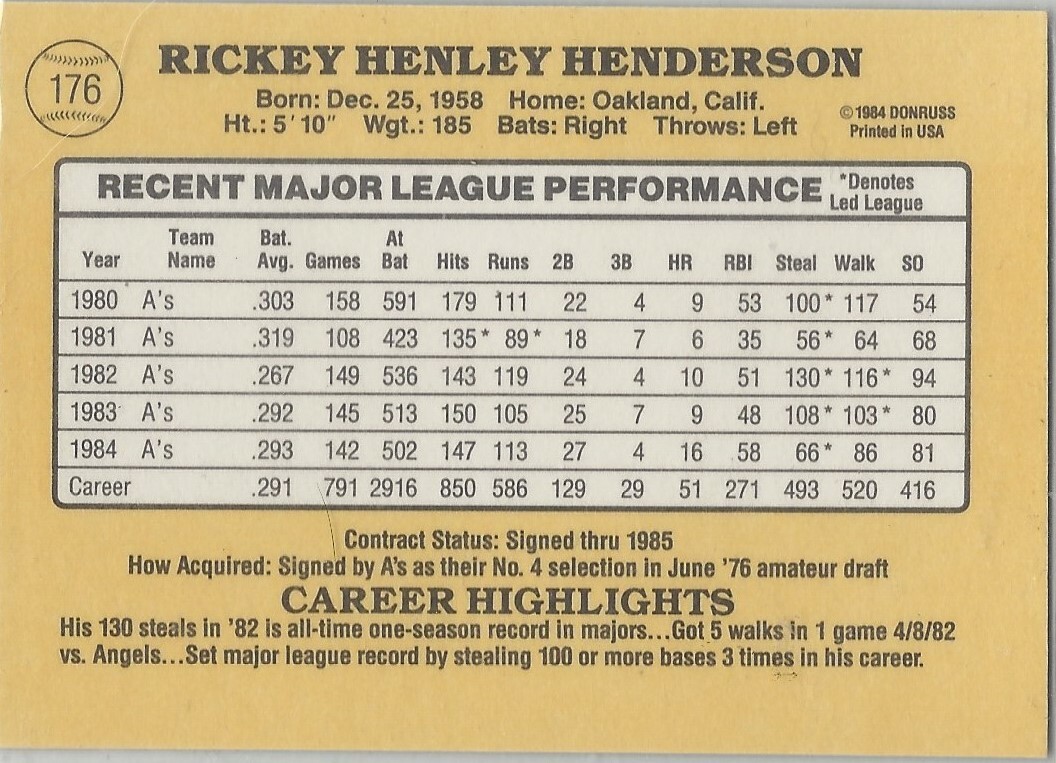 176
RICKEY HENLEY HENDERSON
Born: Dec. 25, 1958 Home: Oakland, Calif.
Ht.: 5' 10" Wgt.: 185 Bats: Right Throws: Left
©1984 DONRUSS
Printed in USA
RECENT MAJOR LEAGUE PERFORMANCE *Denotes Led League
Year Team Name Bat. Avg. Games At Bat Hits Runs 2B 3B HR RBI Steal Walk SO
1980 A's .303 158 591 179 111 22 4 9 53 100* 117 54
1981 A's .319 108 423 135* 89* 18 7 6 35 56* 64 68
1982 A's .267 149 536 143 119 24 4 10 51 130* 116* 94
1983 A's .292 145 513 150 105 25 7 9 48 108* 103* 80
1984 A's .293 142 502 147 113 27 4 16 58 66* 86 81
Career .291 791 2916 850 586 129 29 51 271 493 520 416
Contract Status: Signed thru 1985
How Acquired: Signed by A's as their No. 4 selection in June '76 amateur draft
CAREER HIGHLIGHTS
His 130 steals in '82 is all-time one-season record in majors...Got 5 walks in 1 game 4/8/82
vs. Angels...Set major league record by stealing 100 or more bases 3 times in his career.